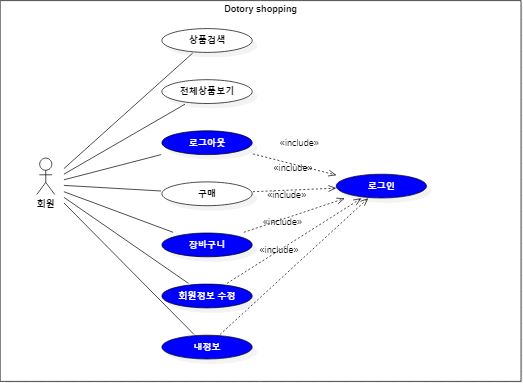 Dotory shopping
상품검색
전체상품보기
로그아웃
«include»
«include»
로그인
구매
«include»
회원
«include»
장바구니
«include»
회원정보 수정
내정보